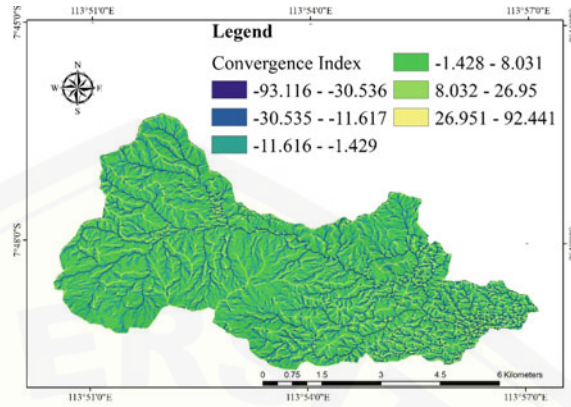 113°51'0"E 113°54'0"E 113°57'0"E
7°45'0"S
Legend
Convergence Index
-93.116 - -30.536
-30.535 - -11.617
-11.616 - -1.429
-1.428 - 8.031
8.032 - 26.95
26.951 - 92.441
N
W E
S
7°48'0"S
0 0.75 1.5 3 4.5 6 Kilometers
113°51'0"E 113°54'0"E 113°57'0"E